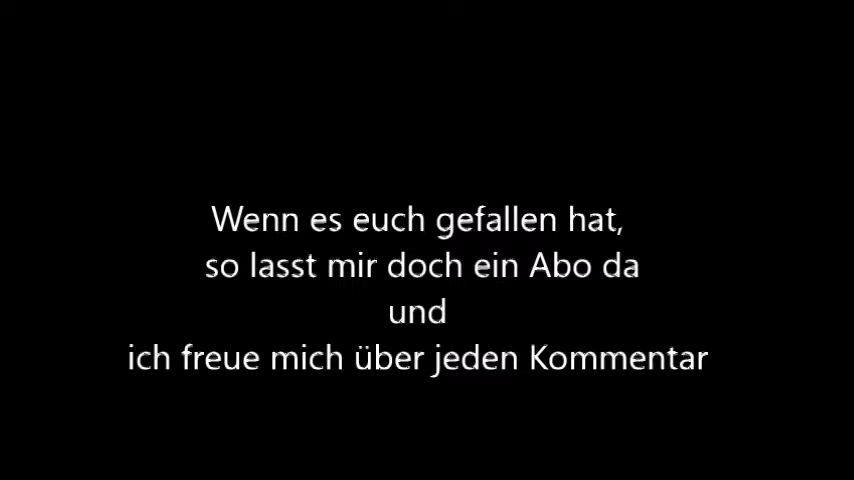 Wenn es euch gefallen hat,
so lasst mir doch ein Abo da
und
ich freue mich über jeden Kommentar